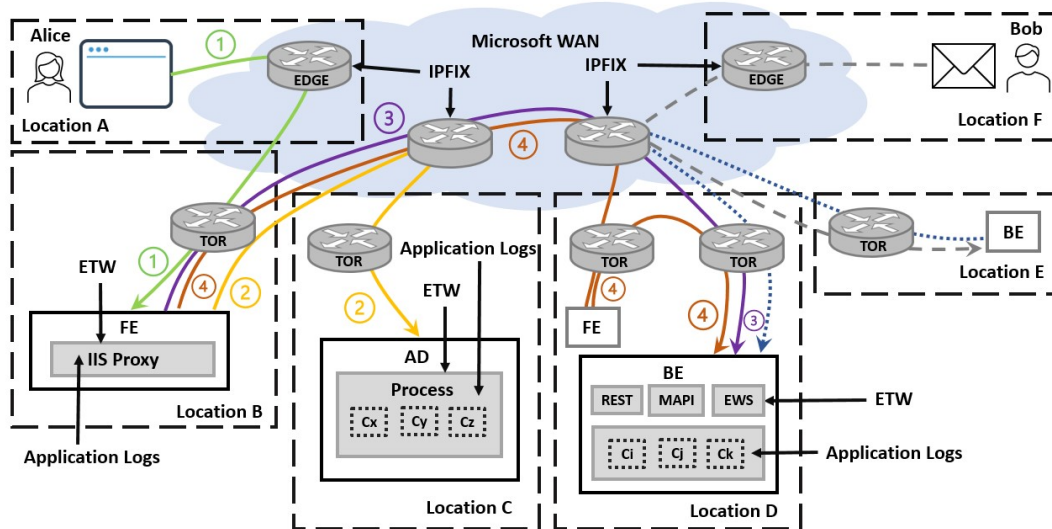 Alice
①
EDGE
Location A
Microsoft WAN
IPFIX
IPFIX
EDGE
Bob
Location F
③
④
TOR
ETW
①
④
②
FE
IIS Proxy
Location B
Application Logs
TOR
Application Logs
ETW
②
AD
Process
Cx
Cy
Cz
Location C
TOR
TOR
④
FE
④
③
BE
REST
MAPI
EWS
ETW
Ci
Cj
Ck
Application Logs
Location D
TOR
BE
Location E